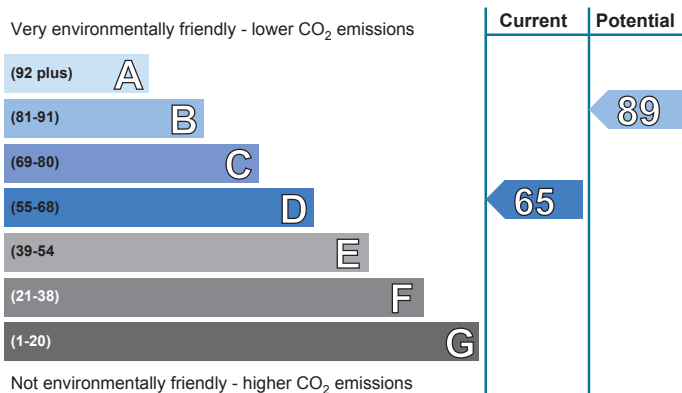 Very environmentally friendly - lower CO₂ emissions
Current
Potential
(92 plus) A
(81-91) B
89
(69-80) C
(55-68) D
65
(39-54 E
(21-38) F
(1-20) G
Not environmentally friendly - higher CO₂ emissions